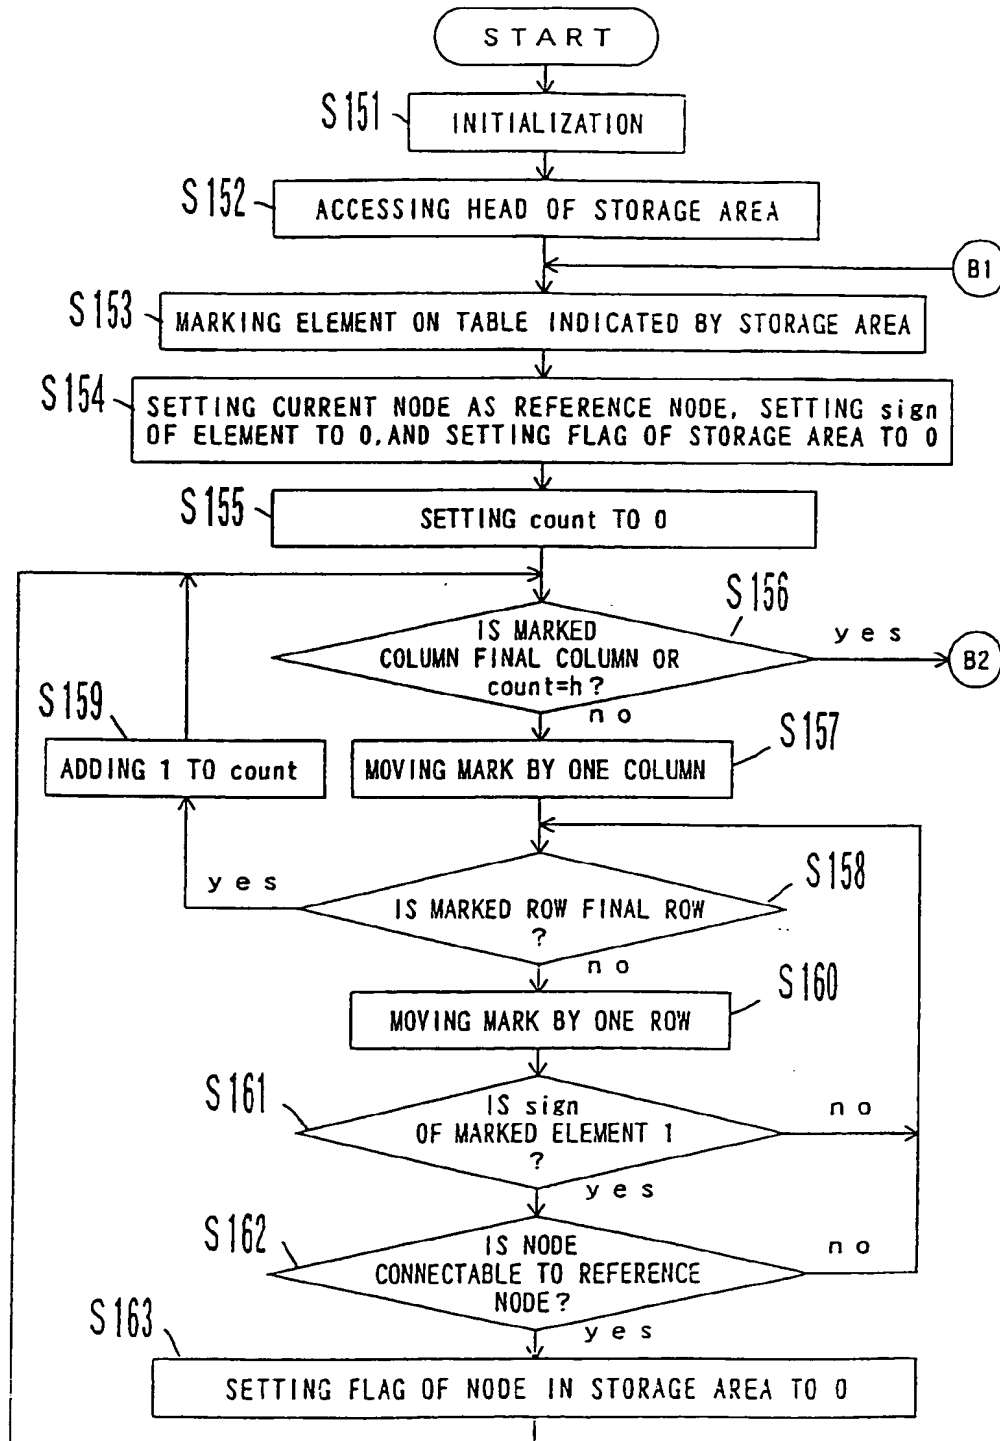 START
S151
INITIALIZATION
S152
ACCESSING HEAD OF STORAGE AREA
B1
S153
MARKING ELEMENT ON TABLE INDICATED BY STORAGE AREA
S154
SETTING CURRENT NODE AS REFERENCE NODE, SETTING sign
OF ELEMENT TO 0, AND SETTING FLAG OF STORAGE AREA TO 0
S155
SETTING count TO 0
S156
IS MARKED
COLUMN FINAL COLUMN OR
count=h?
yes
B2
no
S159
ADDING 1 TO count
S157
MOVING MARK BY ONE COLUMN
yes
S158
IS MARKED ROW FINAL ROW
?
no
S160
MOVING MARK BY ONE ROW
S161
IS sign
OF MARKED ELEMENT 1
?
no
yes
S162
IS NODE
CONNECTABLE TO REFERENCE
NODE?
no
yes
S163
SETTING FLAG OF NODE IN STORAGE AREA TO 0